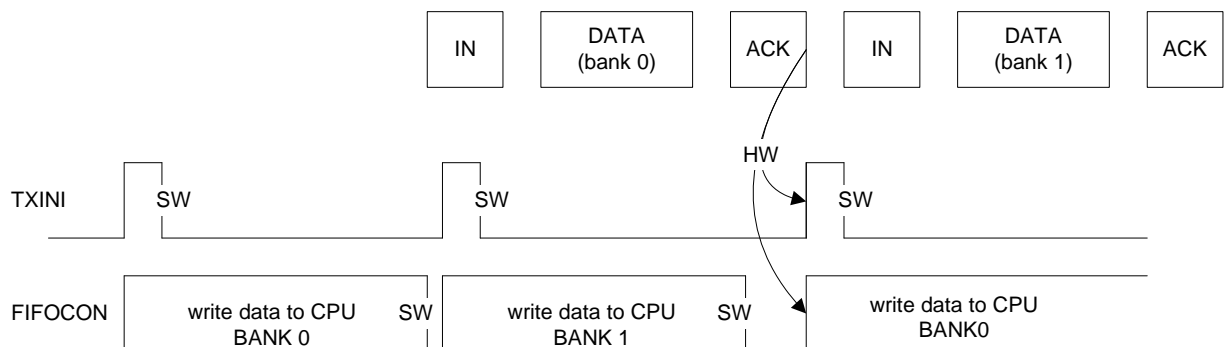 IN
DATA
(bank 0)
ACK
IN
DATA
(bank 1)
ACK
HW
TXINI
SW
SW
SW
FIFOCON
write data to CPU
BANK 0
SW
write data to CPU
BANK 1
SW
write data to CPU
BANK0